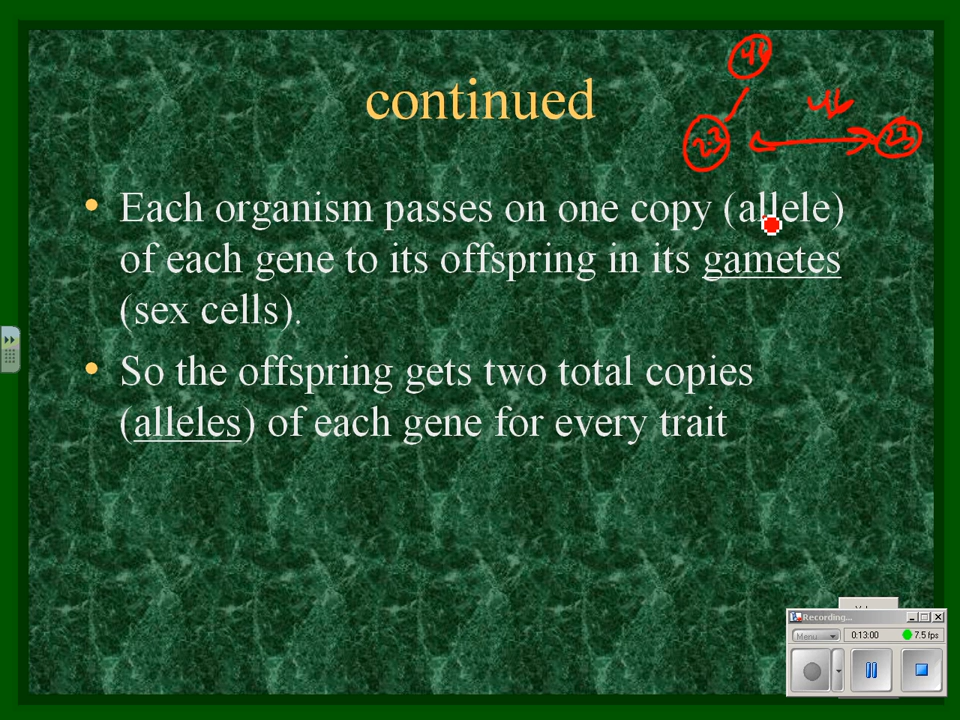 continued
46
23
46
23
• Each organism passes on one copy (allele)
of each gene to its offspring in its gametes
(sex cells).
• So the offspring gets two total copies
(alleles) of each gene for every trait
Recording...
Menu
0:13:00
7.5 fps